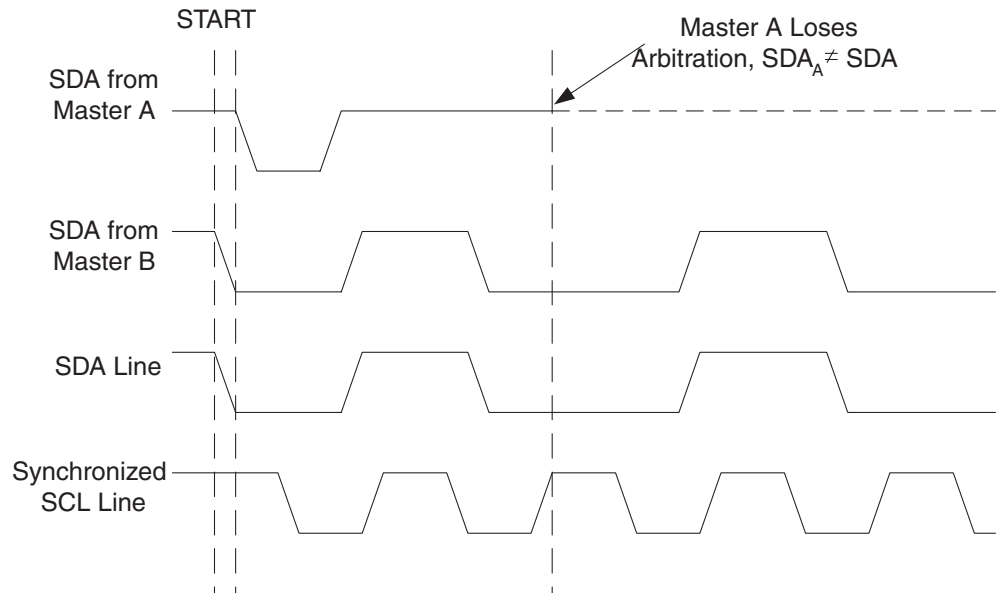 START
Master A Loses
Arbitration, SDA_A ≠ SDA
SDA from
Master A
SDA from
Master B
SDA Line
Synchronized
SCL Line